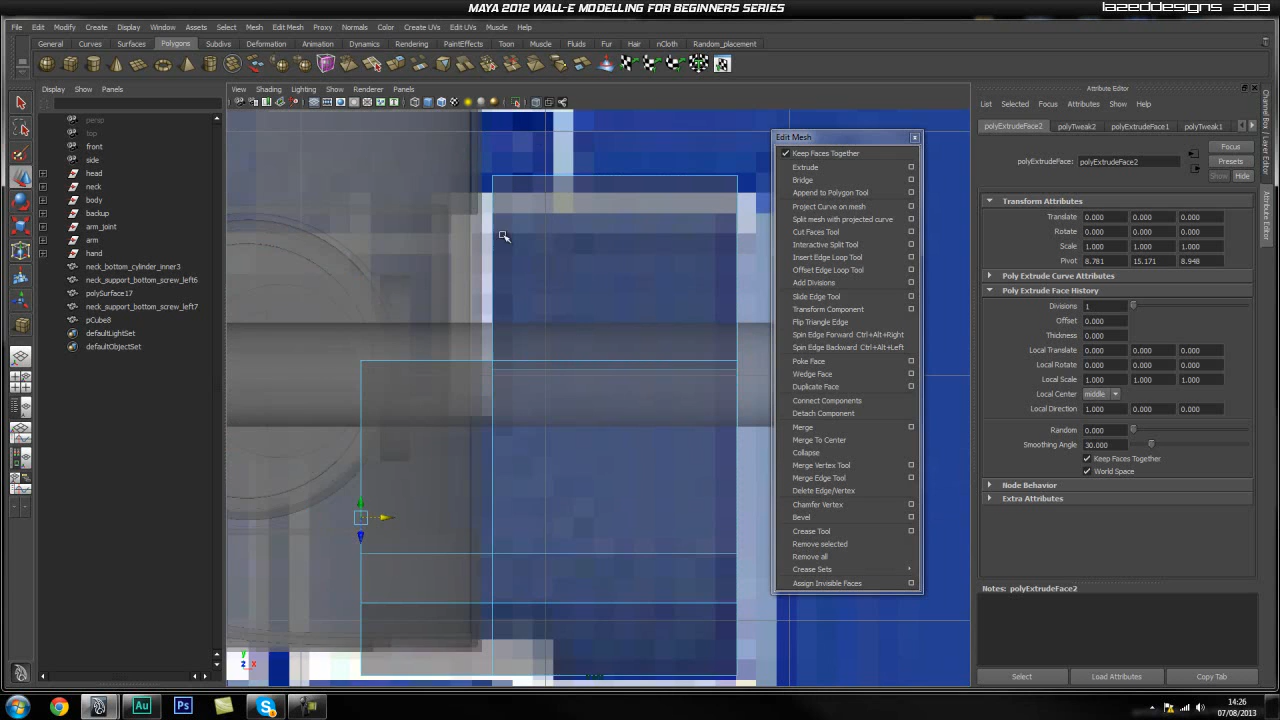 MAYA 2012 WALL-E MODELLING FOR BEGINNERS SERIES
LAZEDDESIGNS 2013
File Edit Modify Create Display Window Assets Select Mesh Edit Mesh Proxy Normals Color Create UVs Edit UVs Muscle Help
General Curves Surfaces Polygons Subdivs Deformation Animation Dynamics Rendering PaintEffects Toon Muscle Fluids Fur Hair nCloth Random_placement
Display Show Panels
View Shading Lighting Show Renderer Panels
persp
top
front
side
head
neck
body
backup
arm_joint
arm
hand
neck_bottom_cylinder_inner3
neck_support_bottom_screw_left6
polySurface17
neck_support_bottom_screw_left7
pCube8
defaultLightSet
defaultObjectSet
y
z x
Edit Mesh
Keep Faces Together
Extrude
Bridge
Append to Polygon Tool
Project Curve on mesh
Split mesh with projected curve
Cut Faces Tool
Interactive Split Tool
Insert Edge Loop Tool
Offset Edge Loop Tool
Add Divisions
Slide Edge Tool
Transform Component
Flip Triangle Edge
Spin Edge Forward Ctrl+Alt+Right
Spin Edge Backward Ctrl+Alt+Left
Poke Face
Wedge Face
Duplicate Face
Connect Components
Detach Component
Merge
Merge To Center
Collapse
Merge Vertex Tool
Merge Edge Tool
Delete Edge/Vertex
Chamfer Vertex
Bevel
Crease Tool
Remove selected
Remove all
Crease Sets
Assign Invisible Faces
Attribute Editor
List Selected Focus Attributes Show Help
polyExtrudeFace2 polyTweak2 polyExtrudeFace1 polyTweak1
polyExtrudeFace: polyExtrudeFace2
Focus
Presets
Show Hide
Transform Attributes
Translate 0.000 0.000 0.000
Rotate 0.000 0.000 0.000
Scale 1.000 1.000 1.000
Pivot 8.781 15.171 8.948
Poly Extrude Curve Attributes
Poly Extrude Face History
Divisions 1
Offset 0.000
Thickness 0.000
Local Translate 0.000 0.000 0.000
Local Rotate 0.000 0.000 0.000
Local Scale 1.000 1.000 1.000
Local Center middle
Local Direction 1.000 0.000 0.000
Random 0.000
Smoothing Angle 30.000
Keep Faces Together
World Space
Node Behavior
Extra Attributes
Notes: polyExtrudeFace2
Select Load Attributes Copy Tab
Channel Box / Layer Editor
Attribute Editor
Au
Ps
14:26
07/08/2013